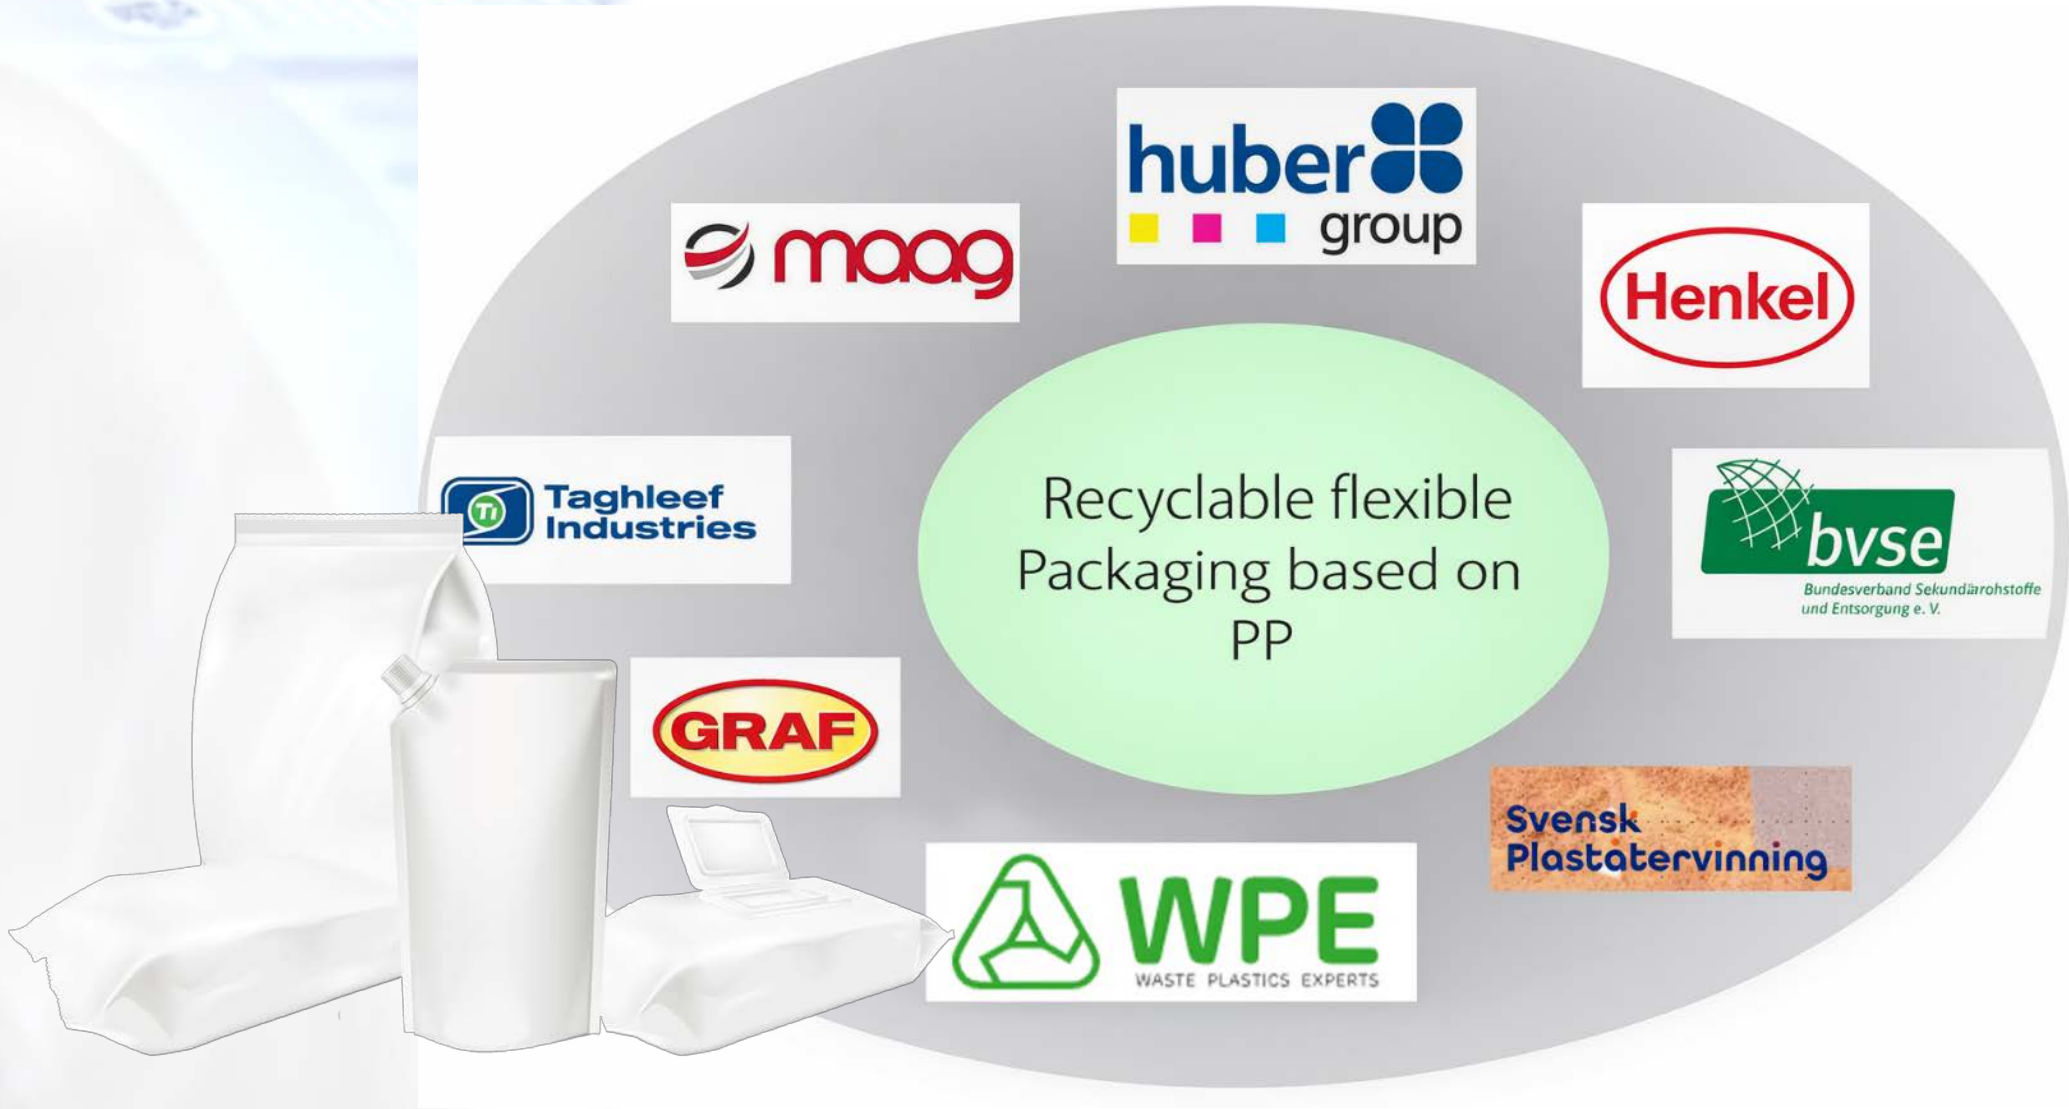 huber
group
maag
Henkel
Taghleef
Industries
Ti
Recyclable flexible
Packaging based on
PP
bvse
Bundesverband Sekundärrohstoffe
und Entsorgung e. V.
GRAF
Svensk
Plaståtervinning
WPE
WASTE PLASTICS EXPERTS